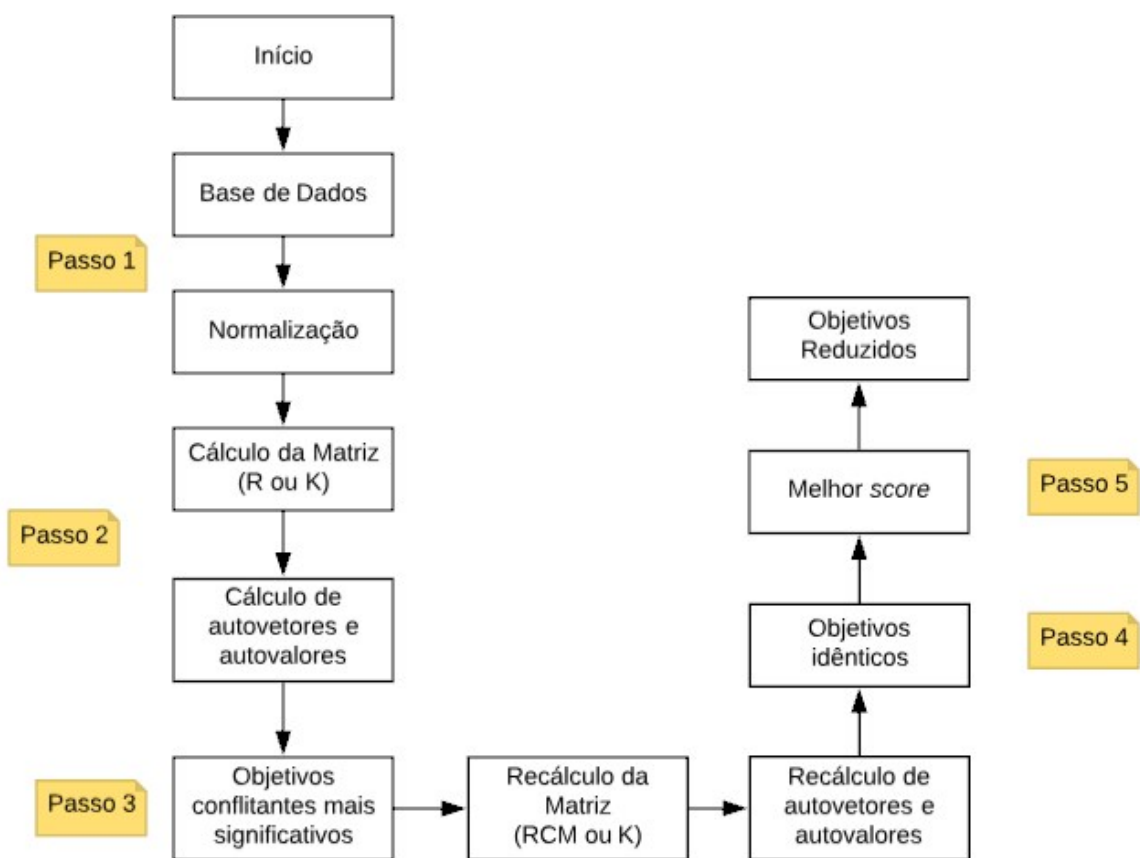 Início
Base de Dados
Passo 1
Normalização
Cálculo da Matriz
(R ou K)
Passo 2
Cálculo de
autovetores e
autovalores
Passo 3
Objetivos
conflitantes mais
significativos
Recálculo da
Matriz
(RCM ou K)
Recálculo de
autovetores e
autovalores
Objetivos
idênticos
Passo 4
Melhor score
Passo 5
Objetivos
Reduzidos